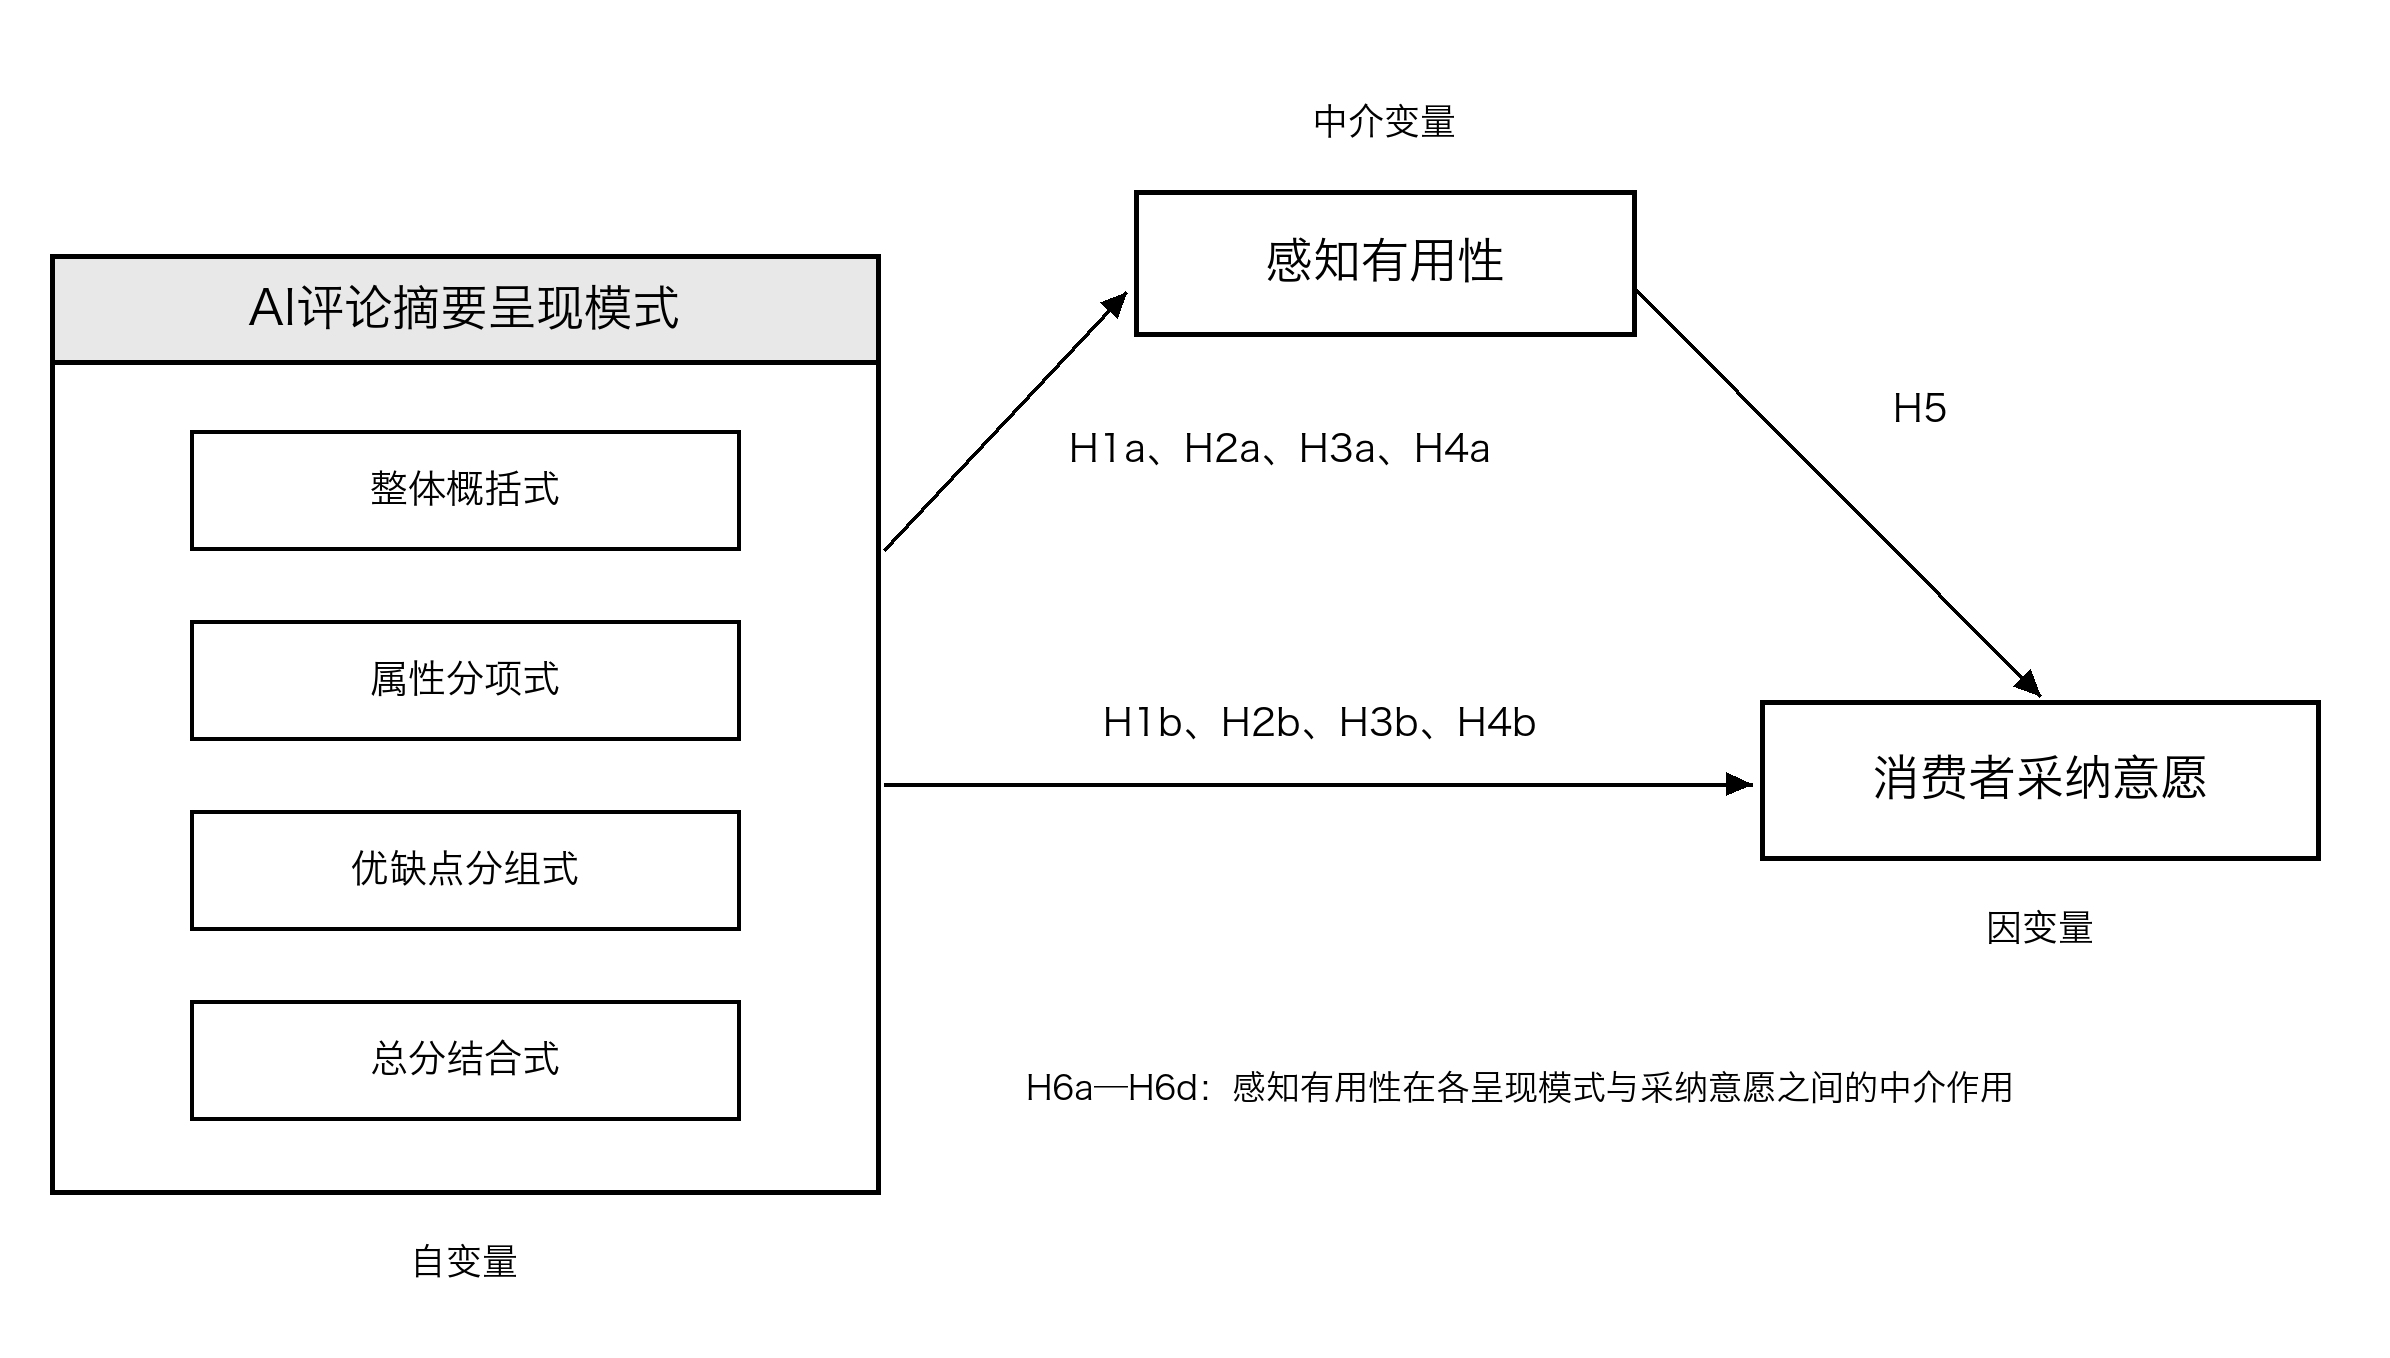 中介变量
感知有用性
AI评论摘要呈现模式
H5
H1a、H2a、H3a、H4a
整体概括式
属性分项式
H1b、H2b、H3b、H4b
消费者采纳意愿
优缺点分组式
因变量
总分结合式
H6a—H6d：感知有用性在各呈现模式与采纳意愿之间的中介作用
自变量